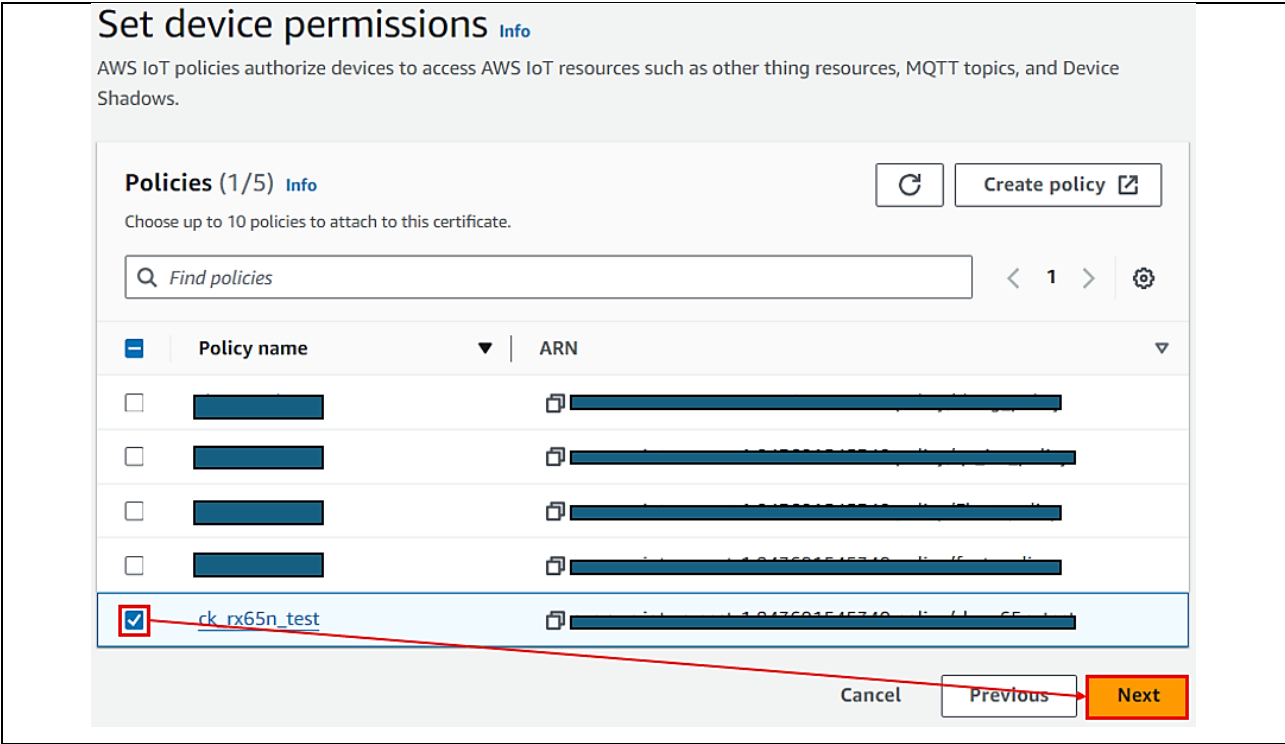 Set device permissions Info
AWS IoT policies authorize devices to access AWS IoT resources such as other thing resources, MQTT topics, and Device
Shadows.
Policies (1/5) Info
Create policy
Choose up to 10 policies to attach to this certificate.
Find policies
1
Policy name
ARN
ck_rx65n_test
Cancel
Previous
Next